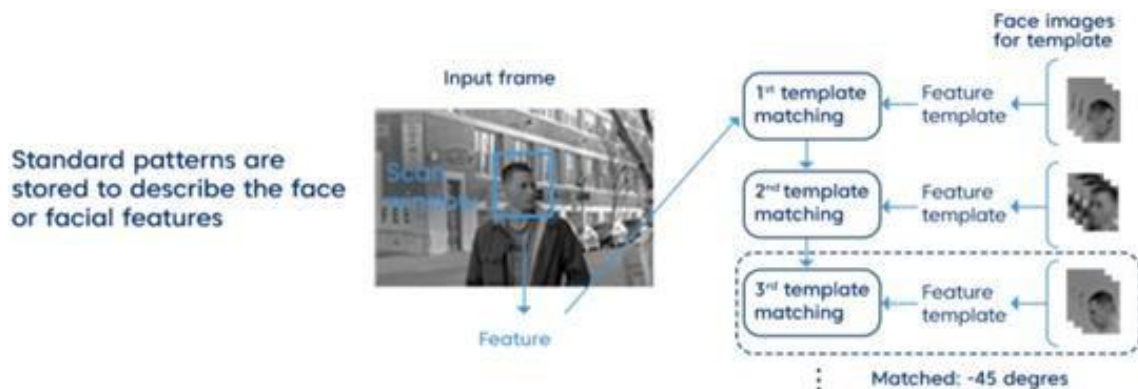 Face images
for template
Input frame
Standard patterns are
stored to describe the face
or facial features
Scan
window
Feature
1st template
matching
Feature
template
2nd template
matching
Feature
template
3rd template
matching
Feature
template
Matched: -45 degres